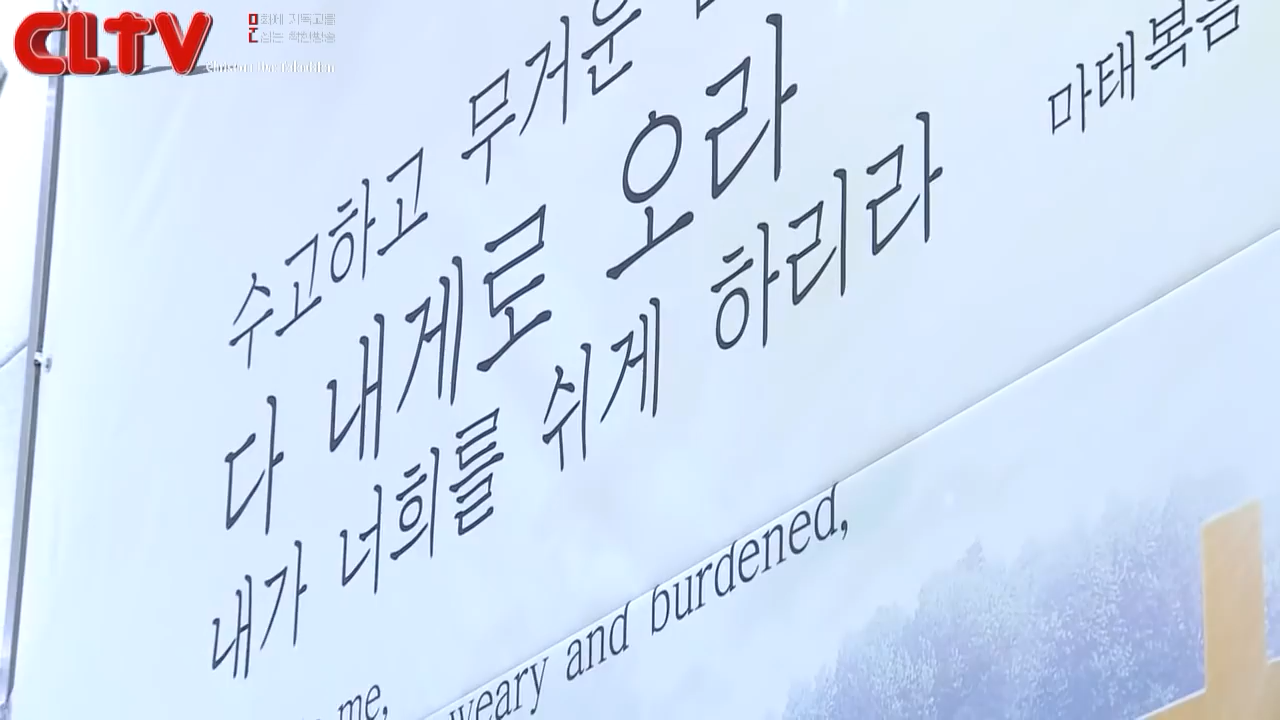 CLTV
수고하고 무거운
다 내게로 오라
내가 너희를 쉬게 하리라
마태복음
me,
weary and burdened,